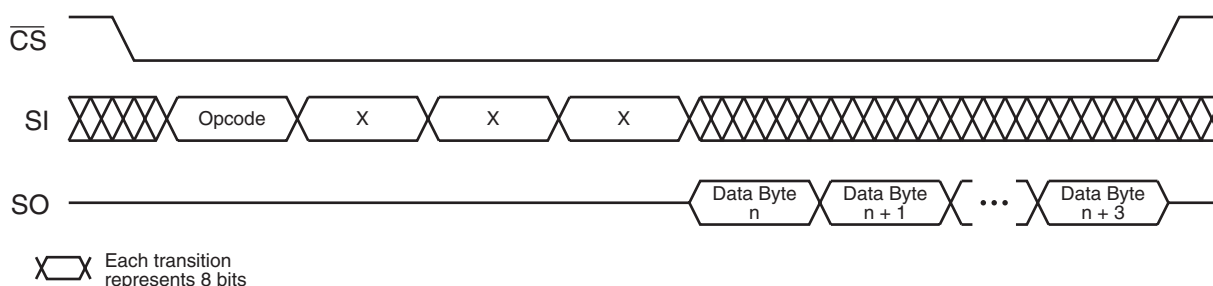 CS
SI
Opcode
X
X
X
SO
Data Byte
n
Data Byte
n + 1
•••
Data Byte
n + 3
Each transition
represents 8 bits